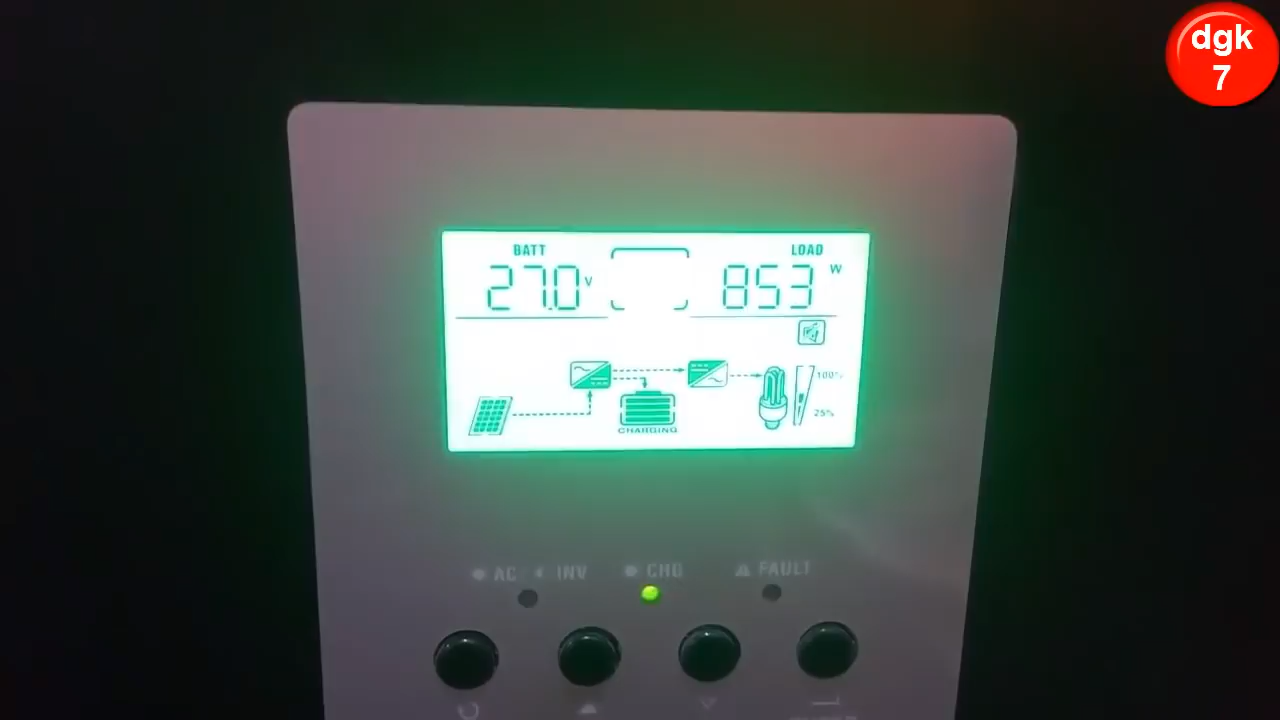 dgk
7
BATT
LOAD
27.0 V
853 W
100%
25%
CHARGING
AC
INV
CHG
FAULT